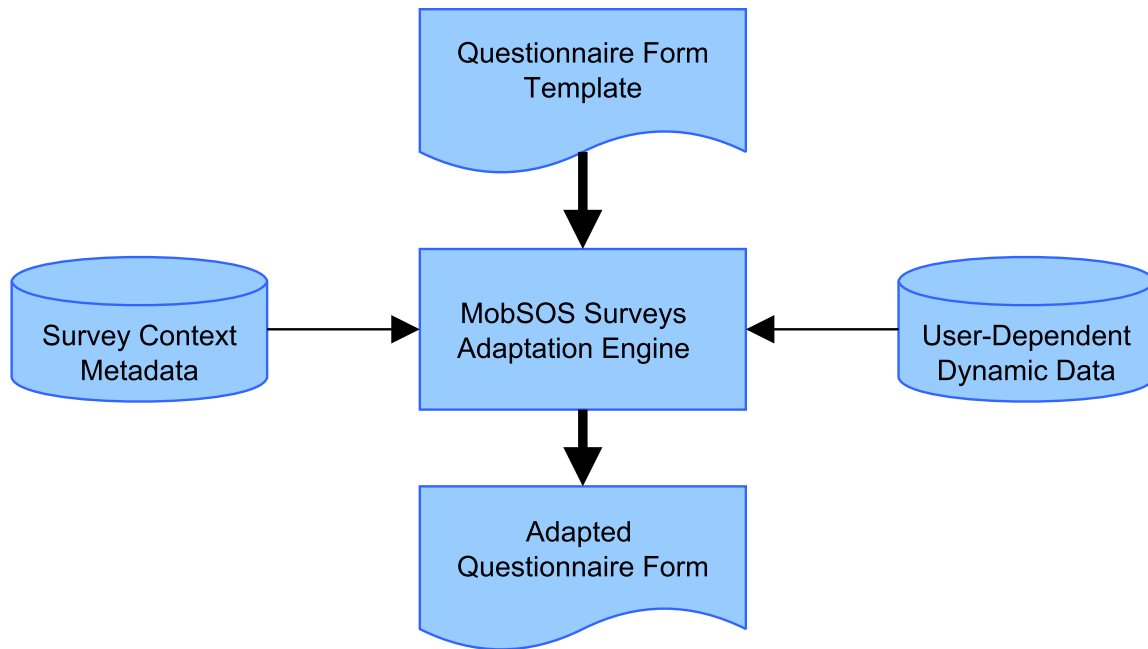 Questionnaire Form
Template
Survey Context
Metadata
MobSOS Surveys
Adaptation Engine
User-Dependent
Dynamic Data
Adapted
Questionnaire Form